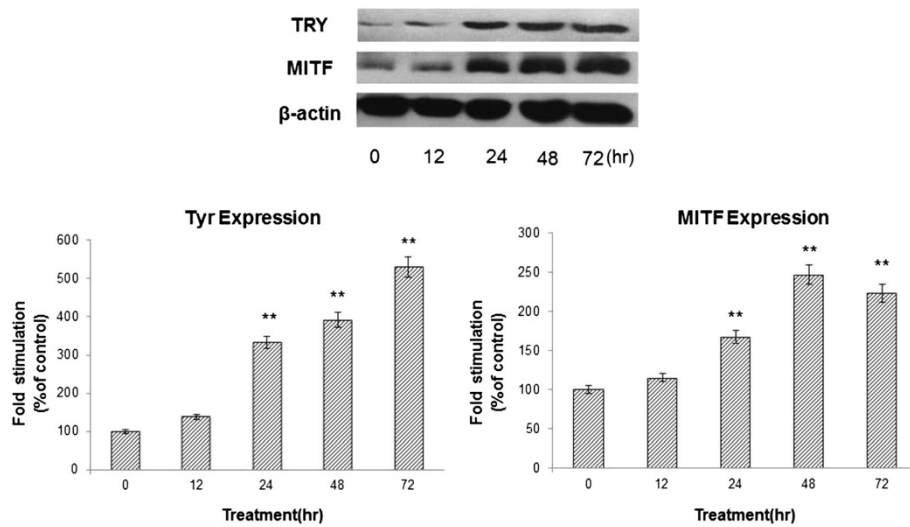 TRY
MITF
β-actin
0 12 24 48 72(hr)
Tyr Expression
600
500
400
300
200
100
0
Fold stimulation
(%of control)
**
**
**
0 12 24 48 72
Treatment(hr)
MITF Expression
300
250
200
150
100
50
0
Fold stimulation
(%of control)
**
**
**
0 12 24 48 72
Treatment(hr)